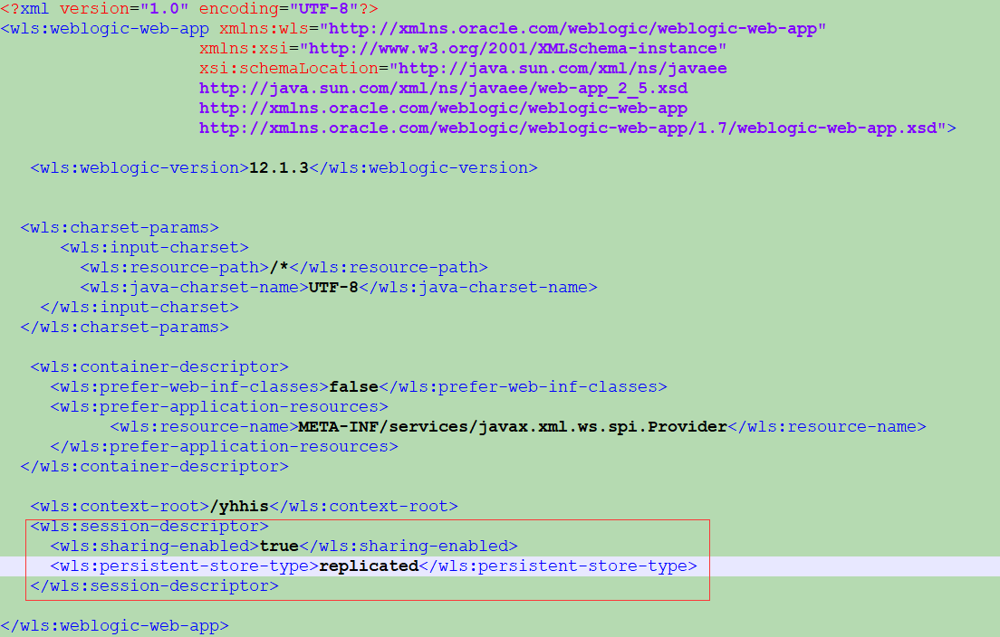 <?xml version="1.0" encoding="UTF-8"?>
<wls:weblogic-web-app xmlns:wls="http://xmlns.oracle.com/weblogic/weblogic-web-app"
xmlns:xsi="http://www.w3.org/2001/XMLSchema-instance"
xsi:schemaLocation="http://java.sun.com/xml/ns/javaee
http://java.sun.com/xml/ns/javaee/web-app_2_5.xsd
http://xmlns.oracle.com/weblogic/weblogic-web-app
http://xmlns.oracle.com/weblogic/weblogic-web-app/1.7/weblogic-web-app.xsd">
<wls:weblogic-version>12.1.3</wls:weblogic-version>
<wls:charset-params>
<wls:input-charset>
<wls:resource-path>/*</wls:resource-path>
<wls:java-charset-name>UTF-8</wls:java-charset-name>
</wls:input-charset>
</wls:charset-params>
<wls:container-descriptor>
<wls:prefer-web-inf-classes>false</wls:prefer-web-inf-classes>
<wls:prefer-application-resources>
<wls:resource-name>META-INF/services/javax.xml.ws.spi.Provider</wls:resource-name>
</wls:prefer-application-resources>
</wls:container-descriptor>
<wls:context-root>/yhhis</wls:context-root>
<wls:session-descriptor>
<wls:sharing-enabled>true</wls:sharing-enabled>
<wls:persistent-store-type>replicated</wls:persistent-store-type>
</wls:session-descriptor>
</wls:weblogic-web-app>